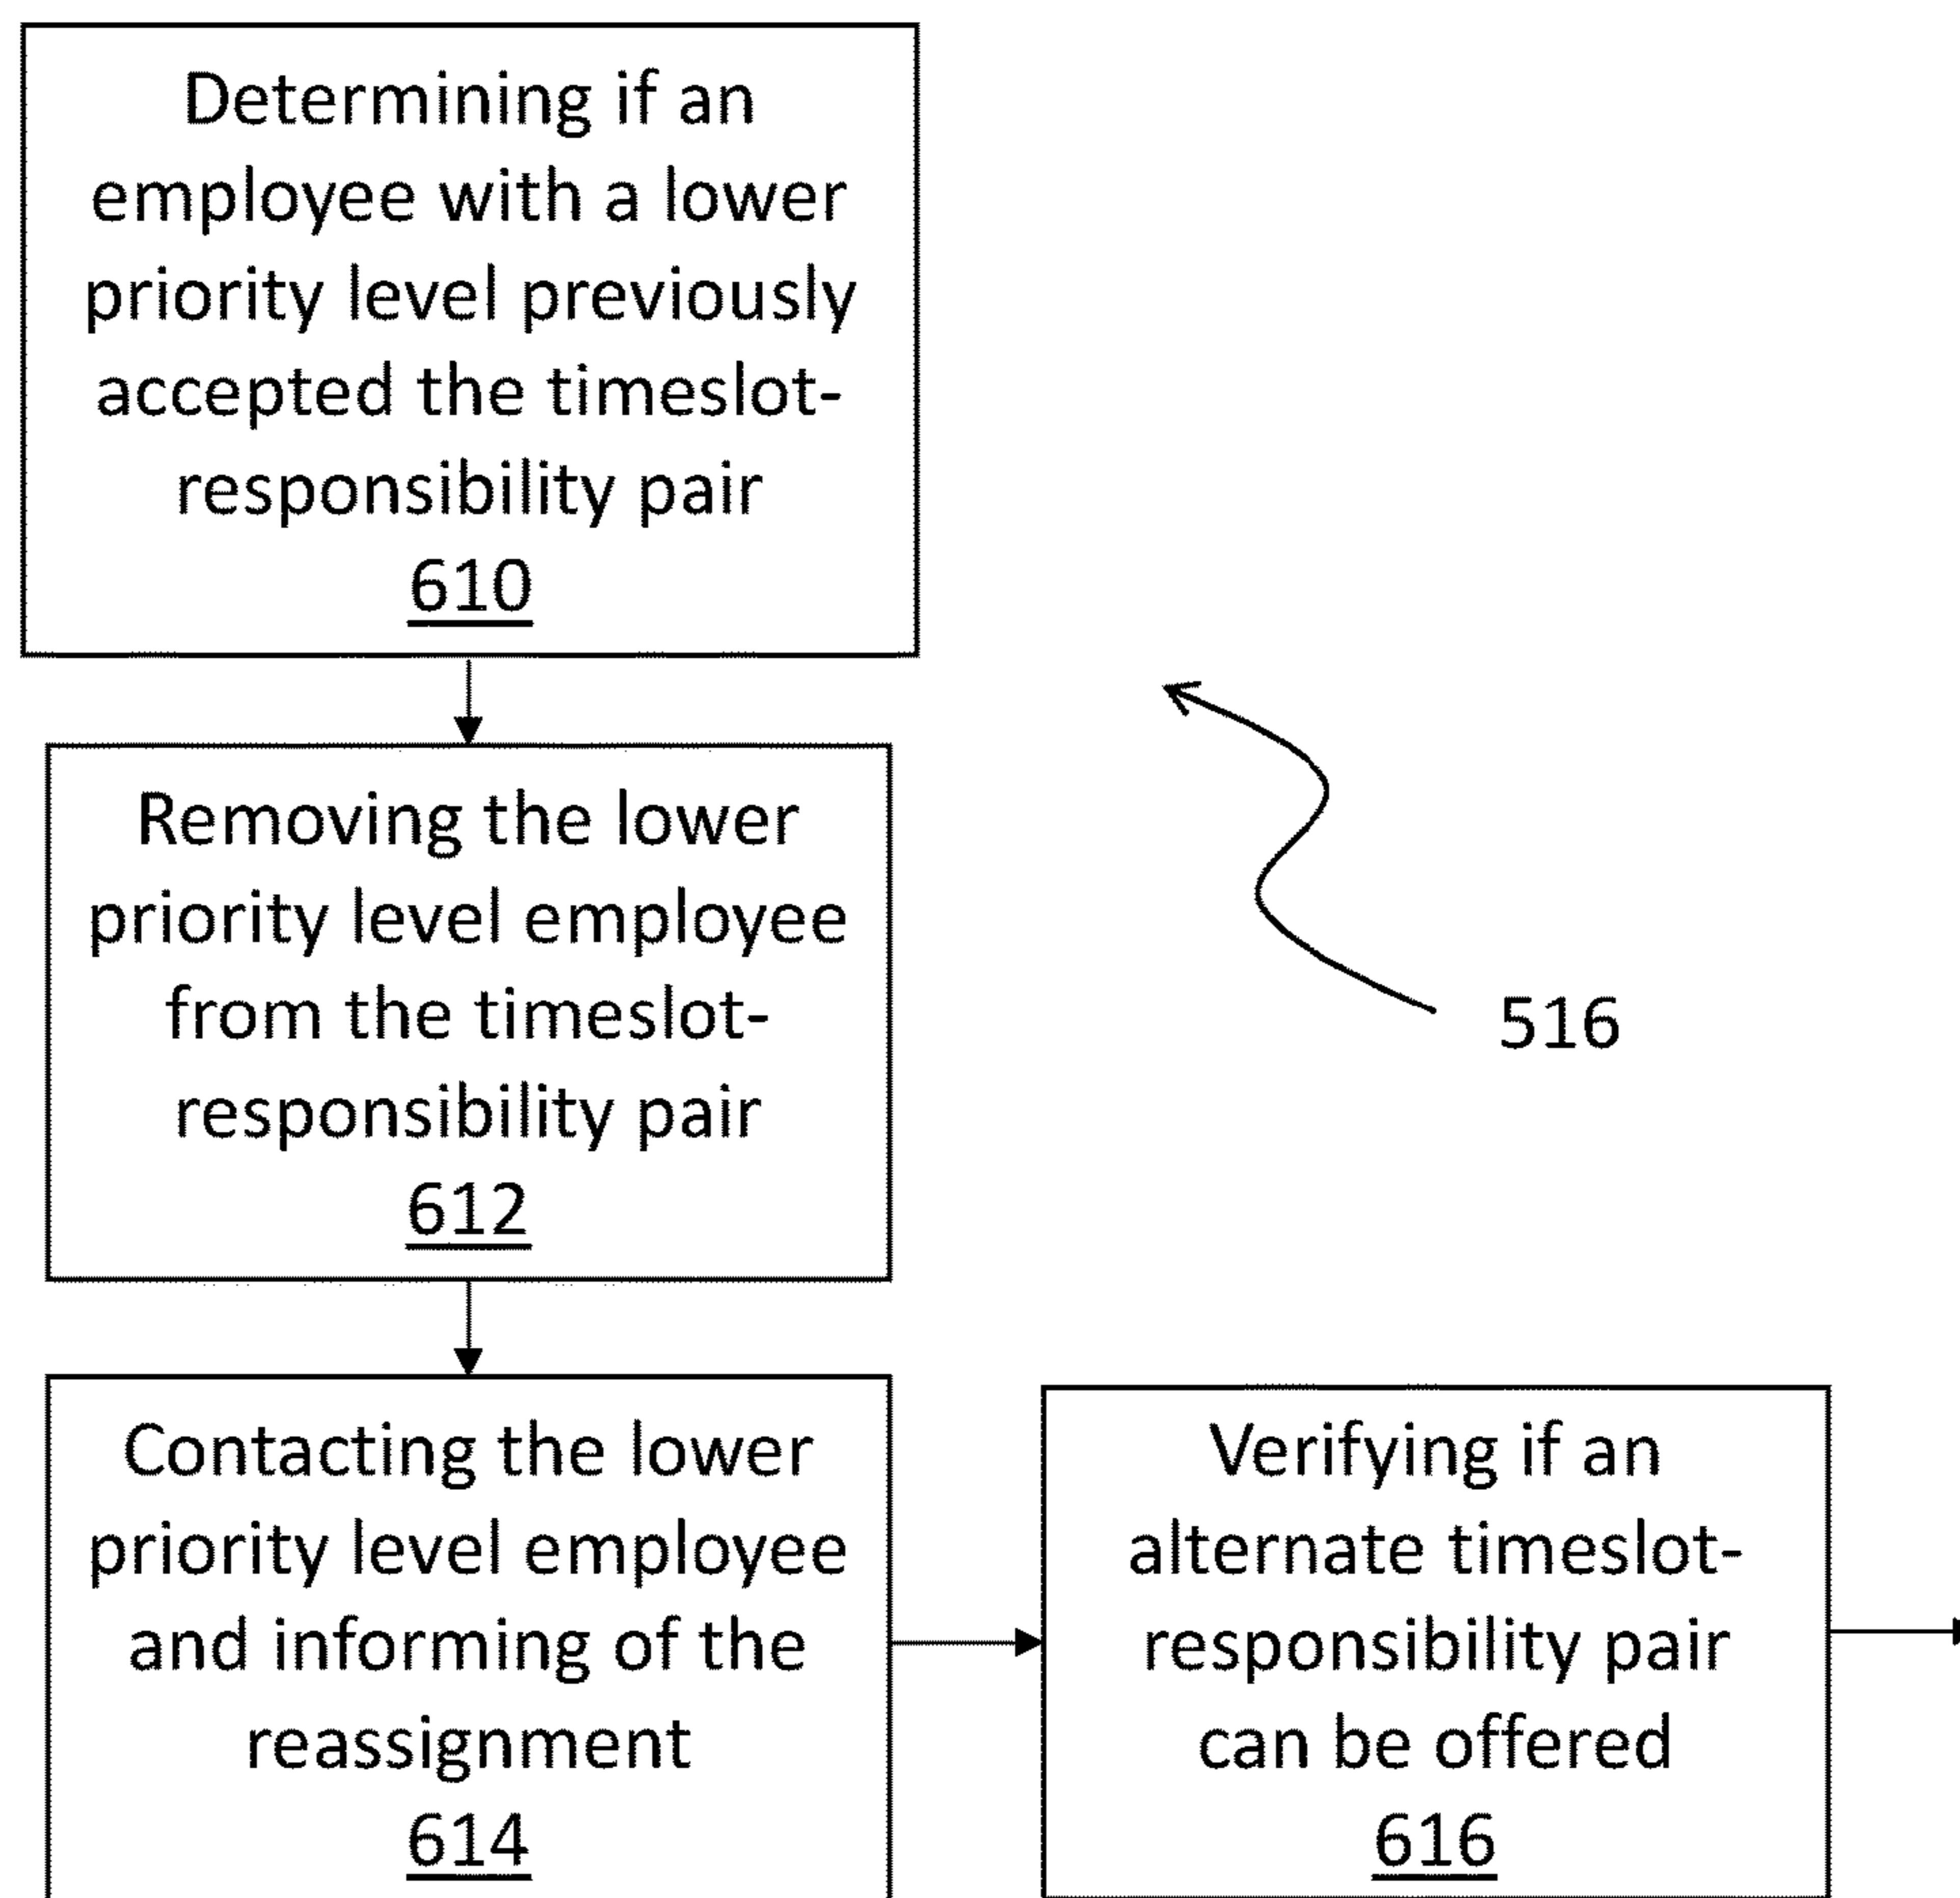 Determining if an
employee with a lower
priority level previously
accepted the timeslot-
responsibility pair
610
Removing the lower
priority level employee
from the timeslot-
responsibility pair
612
516
Contacting the lower
priority level employee
and informing of the
reassignment
614
Verifying if an
alternate timeslot-
responsibility pair
can be offered
616